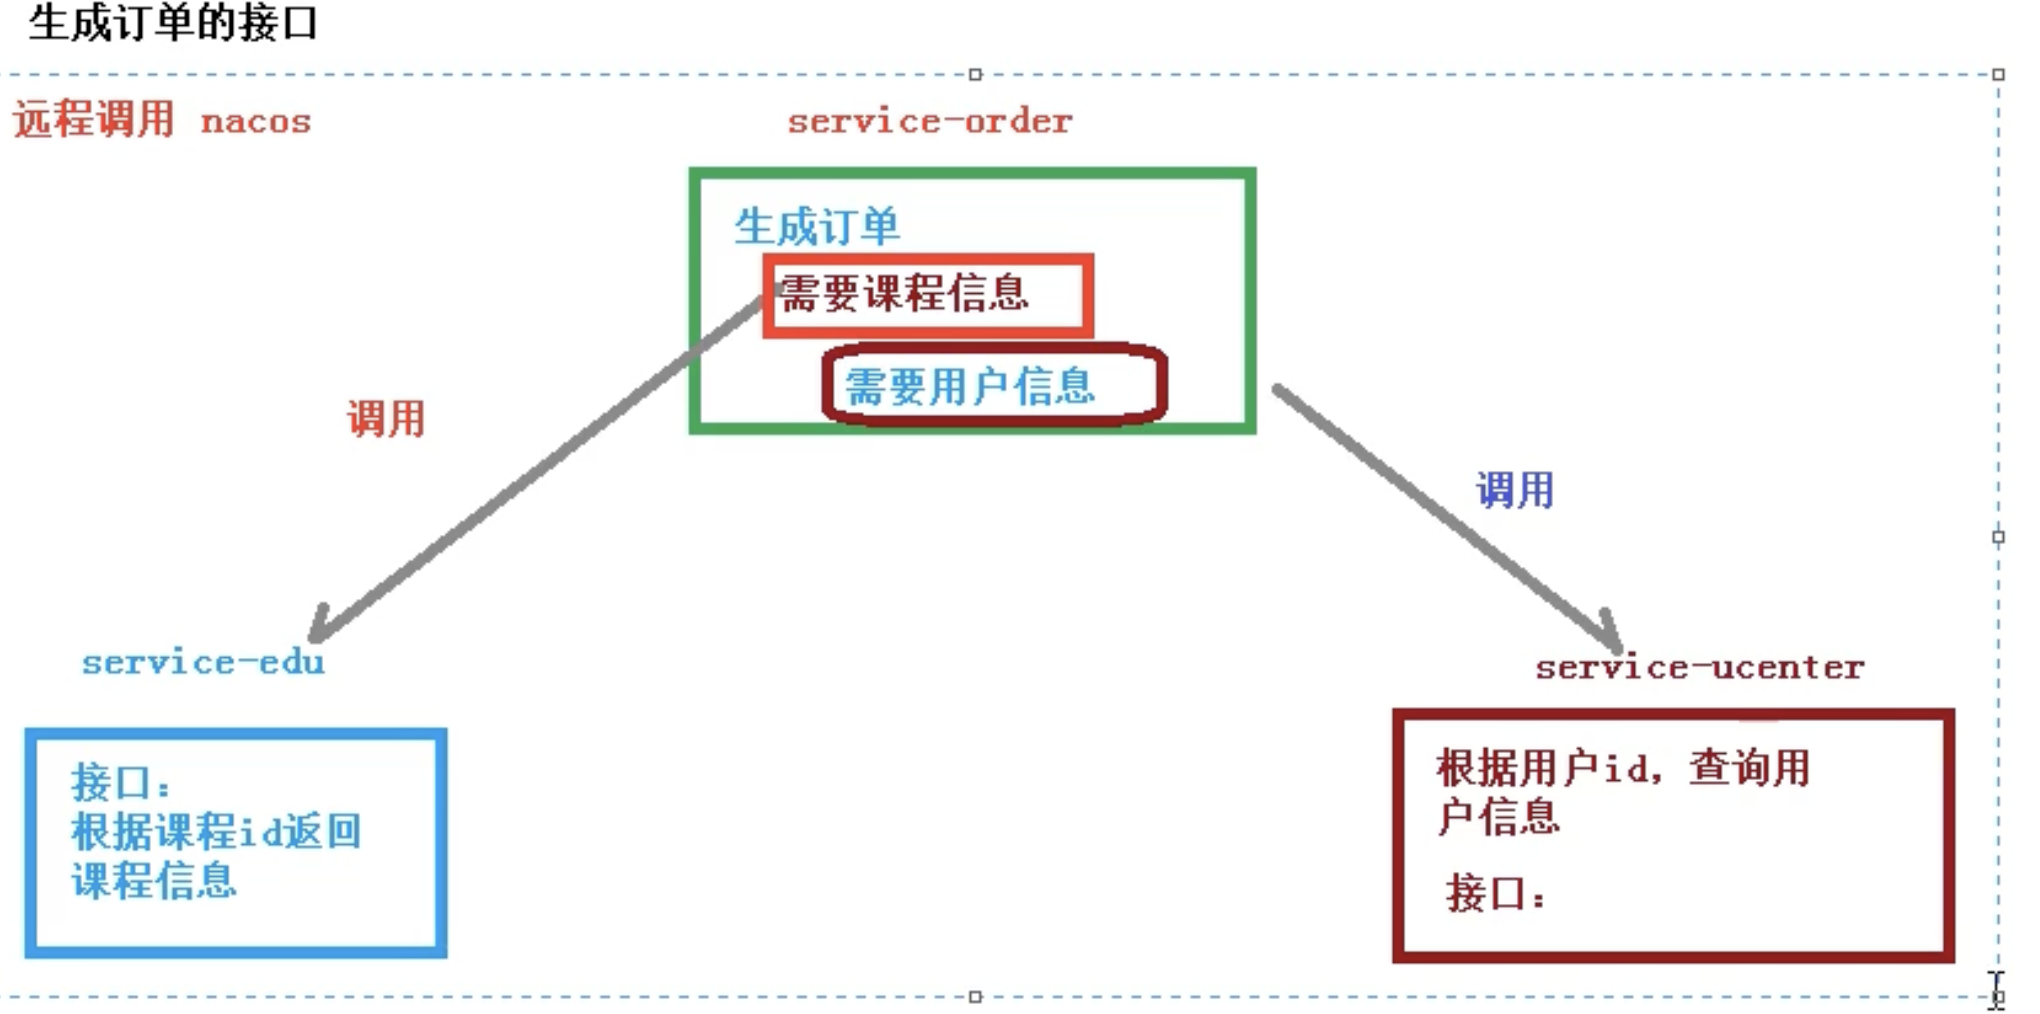 生成订单的接口
远程调用 nacos
service-order
生成订单
需要课程信息
需要用户信息
调用
调用
service-edu
service-ucenter
接口：
根据课程id返回
课程信息
根据用户id，查询用
户信息
接口：